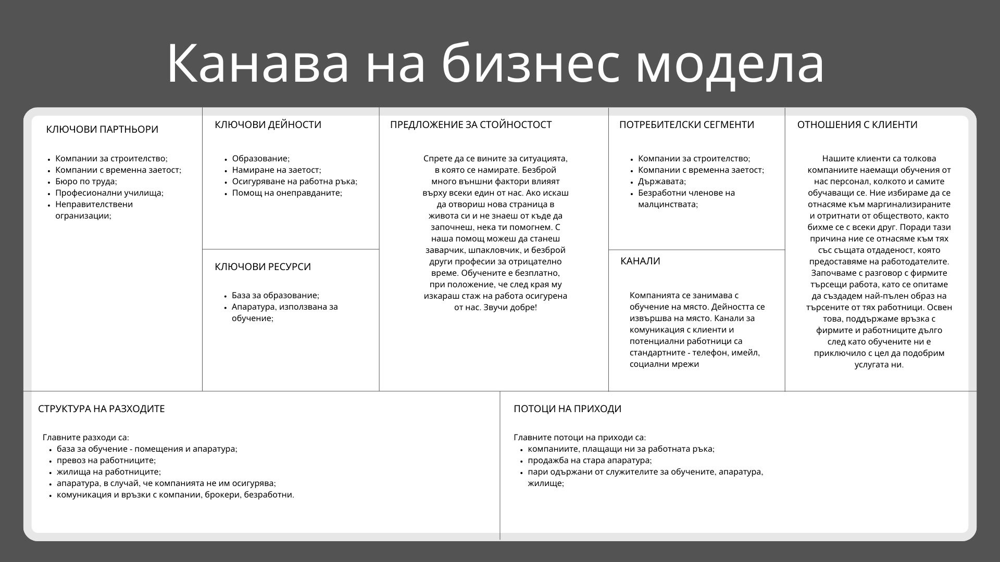 Канава на бизнес модела
КЛЮЧОВИ ПАРТНЬОРИ
• Компании за строителство;
• Компании с временна заетост;
• Бюро по труда;
• Професионални училища;
• Неправителствени
огранизации;
КЛЮЧОВИ ДЕЙНОСТИ
• Образование;
• Намиране на заетост;
• Осигуряване на работна ръка;
• Помощ на онеправданите;
КЛЮЧОВИ РЕСУРСИ
• База за образование;
• Апаратура, използвана за
обучение;
ПРЕДЛОЖЕНИЕ ЗА СТОЙНОСТОСТ
Спрете да се вините за ситуацията,
в която се намирате. Безброй
много външни фактори влияят
върху всеки един от нас. Ако искаш
да отвориш нова страница в
живота си и не знаеш от къде да
започнеш, нека ти помогнем. С
наша помощ можеш да станеш
заварчик, шпакловчик, и безброй
други професии за отрицателно
време. Обучените е безплатно,
при положение, че след края му
изкараш стаж на работа осигурена
от нас. Звучи добре!
ПОТРЕБИТЕЛСКИ СЕГМЕНТИ
• Компании за строителство;
• Компании с временна заетост;
• Държавата;
• Безработни членове на
малцинствата;
КАНАЛИ
Компанията се занимава с
обучение на място. Дейността се
извършва на място. Канали за
комуникация с клиенти и
потенциални работници са
стандартните - телефон, имейл,
социални мрежи
ОТНОШЕНИЯ С КЛИЕНТИ
Нашите клиенти са толкова
компаниите наемащи обучения от
нас персонал, колкото и самите
обучаващи се. Ние избираме да се
отнасяме към маргинализираните
и отритнати от обществото, както
бихме се с всеки друг. Поради тази
причина ние се отнасяме към тях
със същата отдаденост, която
предоставяме на работодателите.
Започваме с разговор с фирмите
търсещи работа, като се опитаме
да създадем най-пълен образ на
търсените от тях работници. Освен
това, поддържаме връзка с
фирмите и работниците дълго
след като обучените ни е
приключило с цел да подобрим
услугата ни.
СТРУКТУРА НА РАЗХОДИТЕ
Главните разходи са:
• база за обучение - помещения и апаратура;
• превоз на работниците;
• жилища на работниците;
• апаратура, в случай, че компанията не им осигурява;
• комуникация и връзки с компании, брокери, безработни.
ПОТОЦИ НА ПРИХОДИ
Главните потоци на приходи са:
• компаниите, плащащи ни за работната ръка;
• продажба на стара апаратура;
• пари одържани от служителите за обучените, апаратура,
жилище;